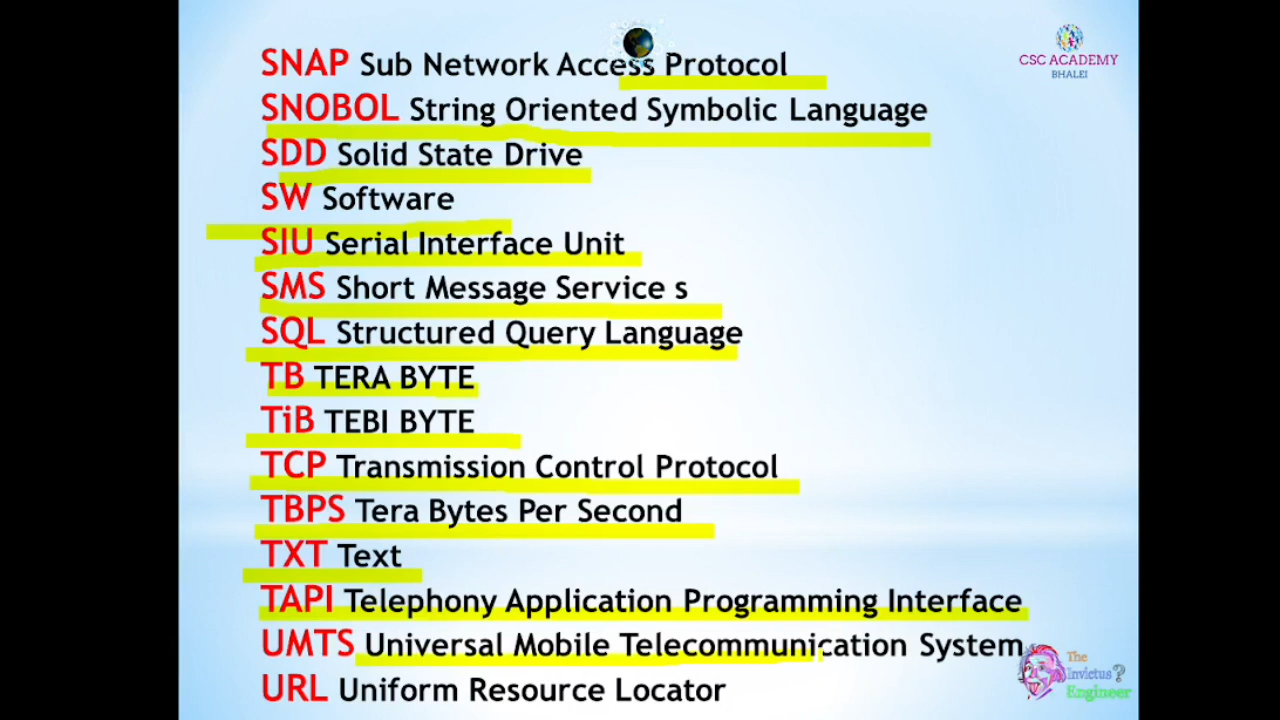 SNAP Sub Network Access Protocol
CSC ACADEMY
BHALEI
SNOBOL String Oriented Symbolic Language
SDD Solid State Drive
SW Software
SIU Serial Interface Unit
SMS Short Message Service s
SQL Structured Query Language
TB TERA BYTE
TiB TEBI BYTE
TCP Transmission Control Protocol
TBPS Tera Bytes Per Second
TXT Text
TAPI Telephony Application Programming Interface
UMTS Universal Mobile Telecommunication System
The
Invictus?
Engineer
URL Uniform Resource Locator